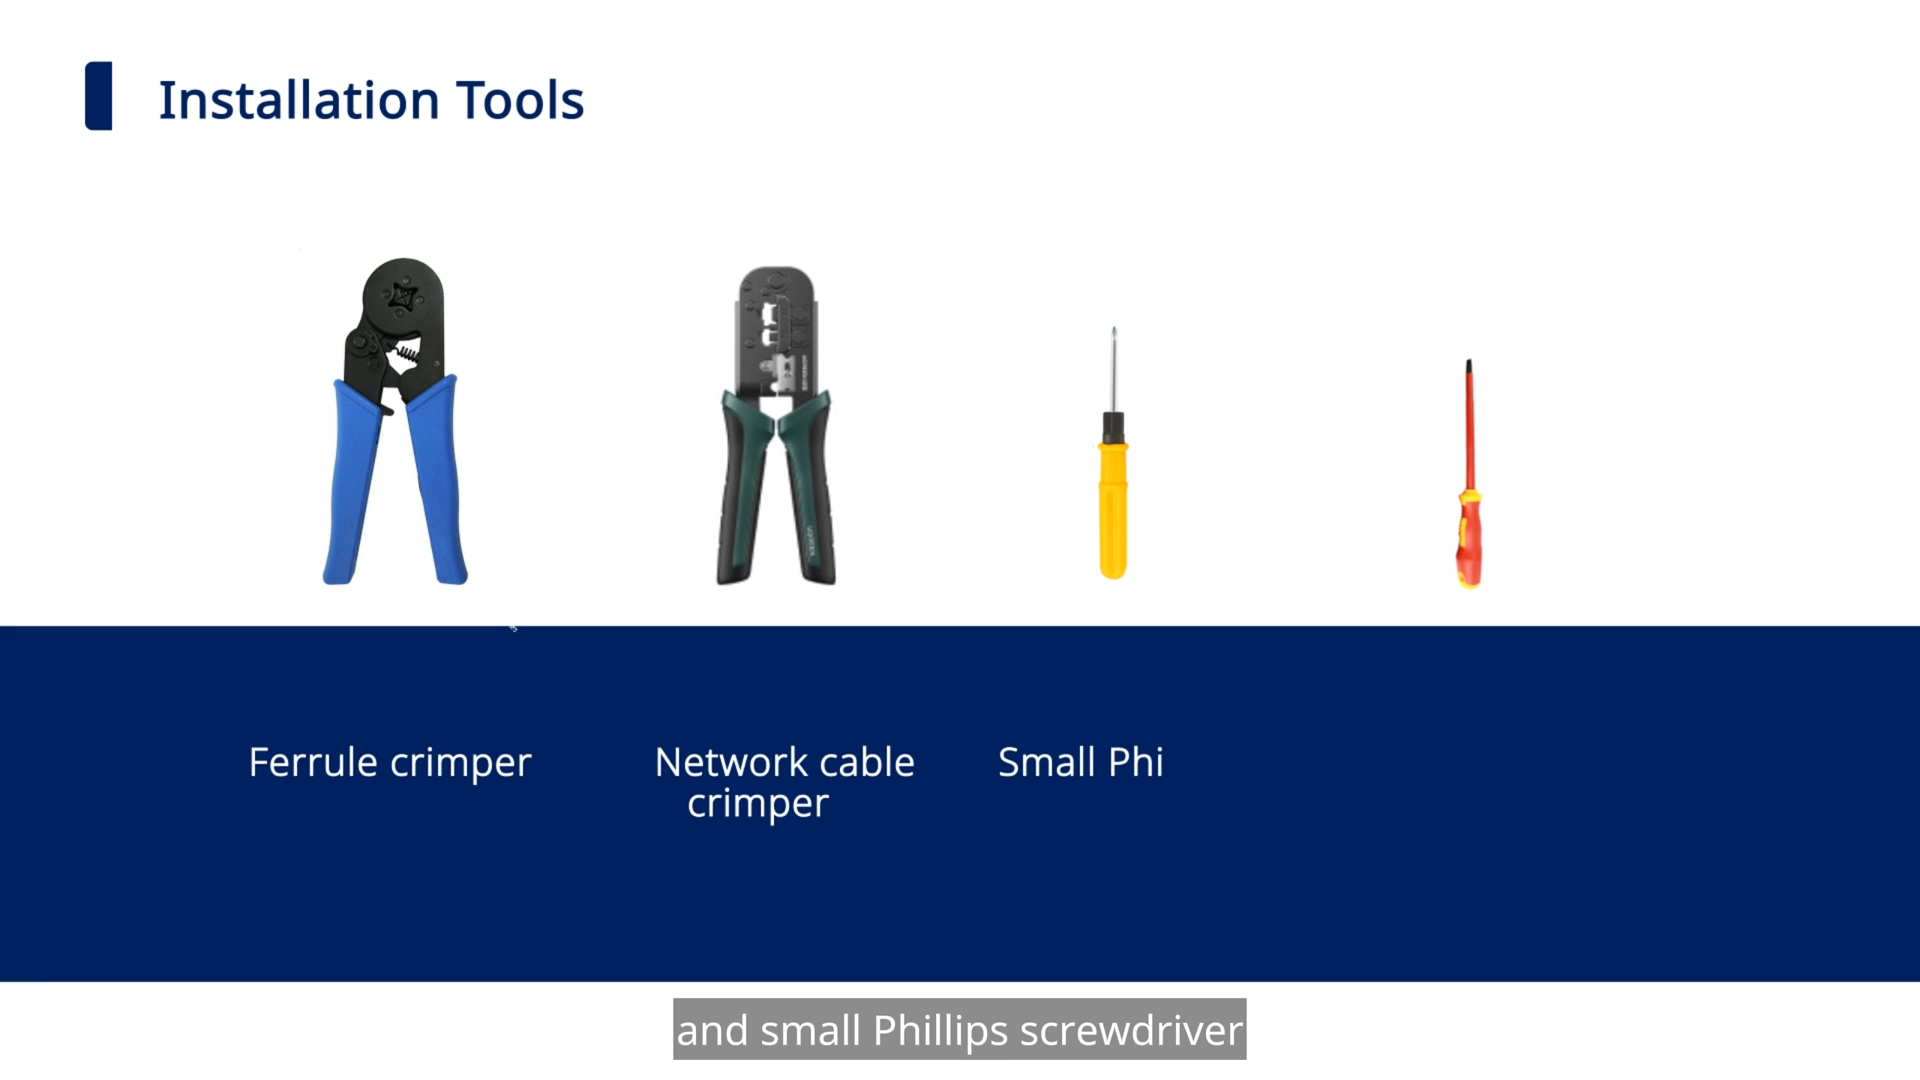 Installation Tools
Ferrule crimper
Network cable
crimper
Small Phi
and small Phillips screwdriver